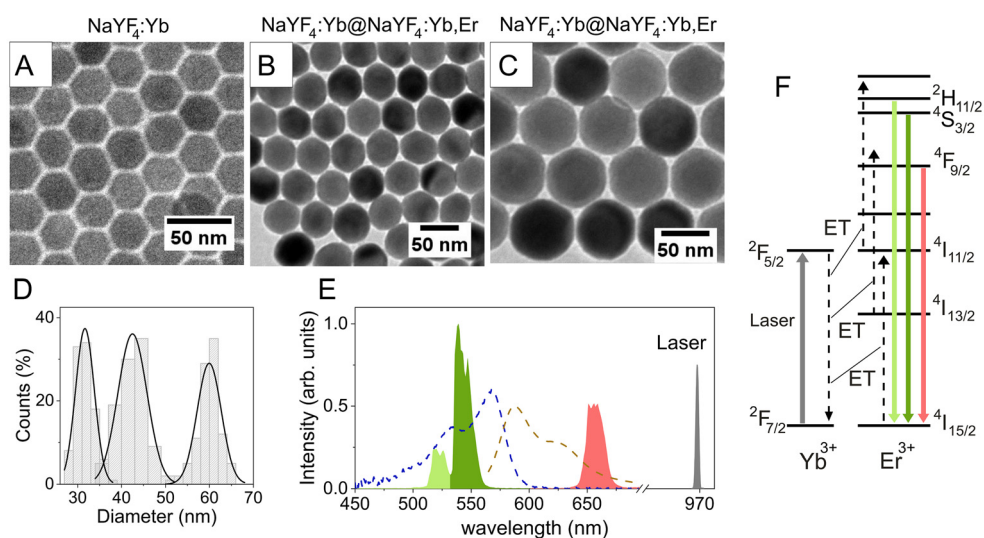 NaYF₄:Yb
NaYF₄:Yb@NaYF₄:Yb,Er
NaYF₄:Yb@NaYF₄:Yb,Er
A
50 nm
B
50 nm
C
50 nm
D
Counts (%)
40
20
0
30 40 50 60 70
Diameter (nm)
E
Intensity (arb. units)
1.0
0.5
0.0
Laser
450 500 550 600 650 970
wavelength (nm)
F
²H₁₁/₂
⁴S₃/₂
⁴F₉/₂
ET
²F₅/₂
⁴I₁₁/₂
Laser
ET
⁴I₁₃/₂
ET
²F₇/₂
⁴I₁₅/₂
Yb³⁺
Er³⁺